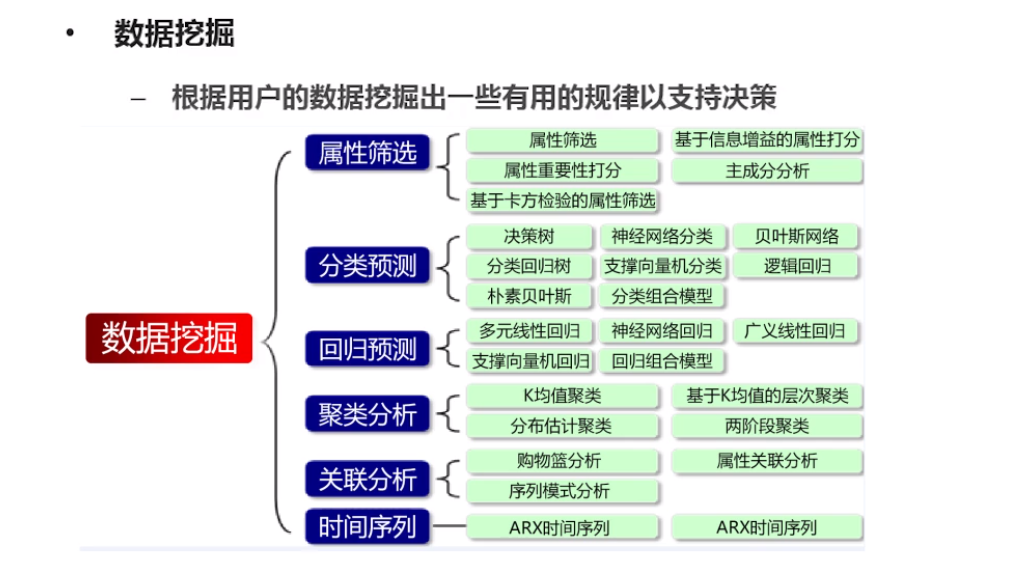 • 数据挖掘
– 根据用户的数据挖掘出一些有用的规律以支持决策
数据挖掘
属性筛选
属性筛选 基于信息增益的属性打分
属性重要性打分 主成分分析
基于卡方检验的属性筛选
分类预测
决策树 神经网络分类 贝叶斯网络
分类回归树 支撑向量机分类 逻辑回归
朴素贝叶斯 分类组合模型
回归预测
多元线性回归 神经网络回归 广义线性回归
支撑向量机回归 回归组合模型
聚类分析
K均值聚类 基于K均值的层次聚类
分布估计聚类 两阶段聚类
关联分析
购物篮分析 属性关联分析
序列模式分析
时间序列
ARX时间序列 ARX时间序列